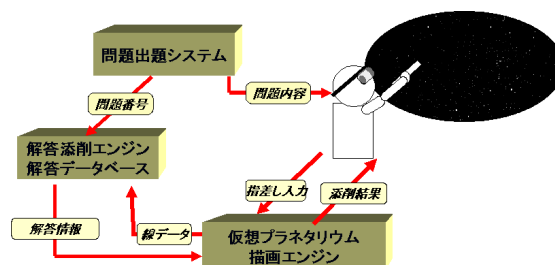 問題出題システム
問題番号
問題内容
解答添削エンジン
解答データベース
指差し入力
添削結果
解答情報
線データ
仮想プラネタリウム
描画エンジン